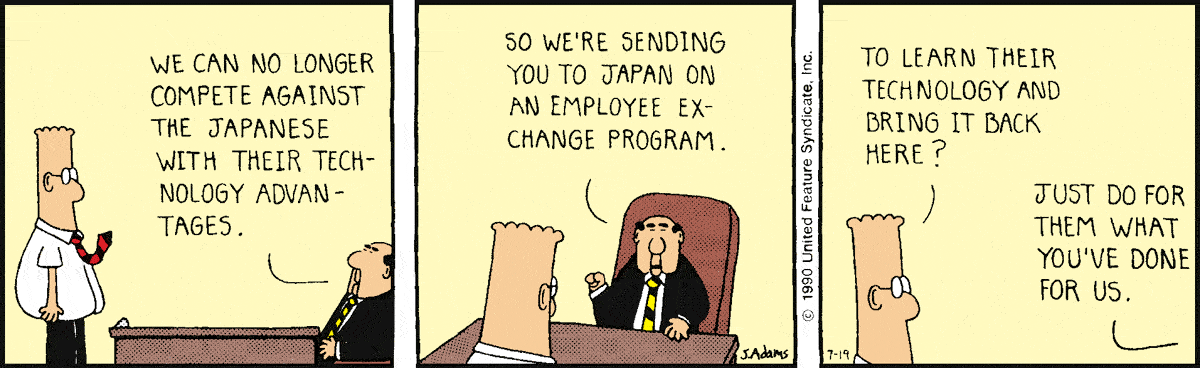 WE CAN NO LONGER
COMPETE AGAINST
THE JAPANESE
WITH THEIR TECH-
NOLOGY ADVAN-
TAGES.
SO WE'RE SENDING
YOU TO JAPAN ON
AN EMPLOYEE EX-
CHANGE PROGRAM.
J.Adams
© 1990 United Feature Syndicate, Inc.
TO LEARN THEIR
TECHNOLOGY AND
BRING IT BACK
HERE?
JUST DO FOR
THEM WHAT
YOU'VE DONE
FOR US.
7-19